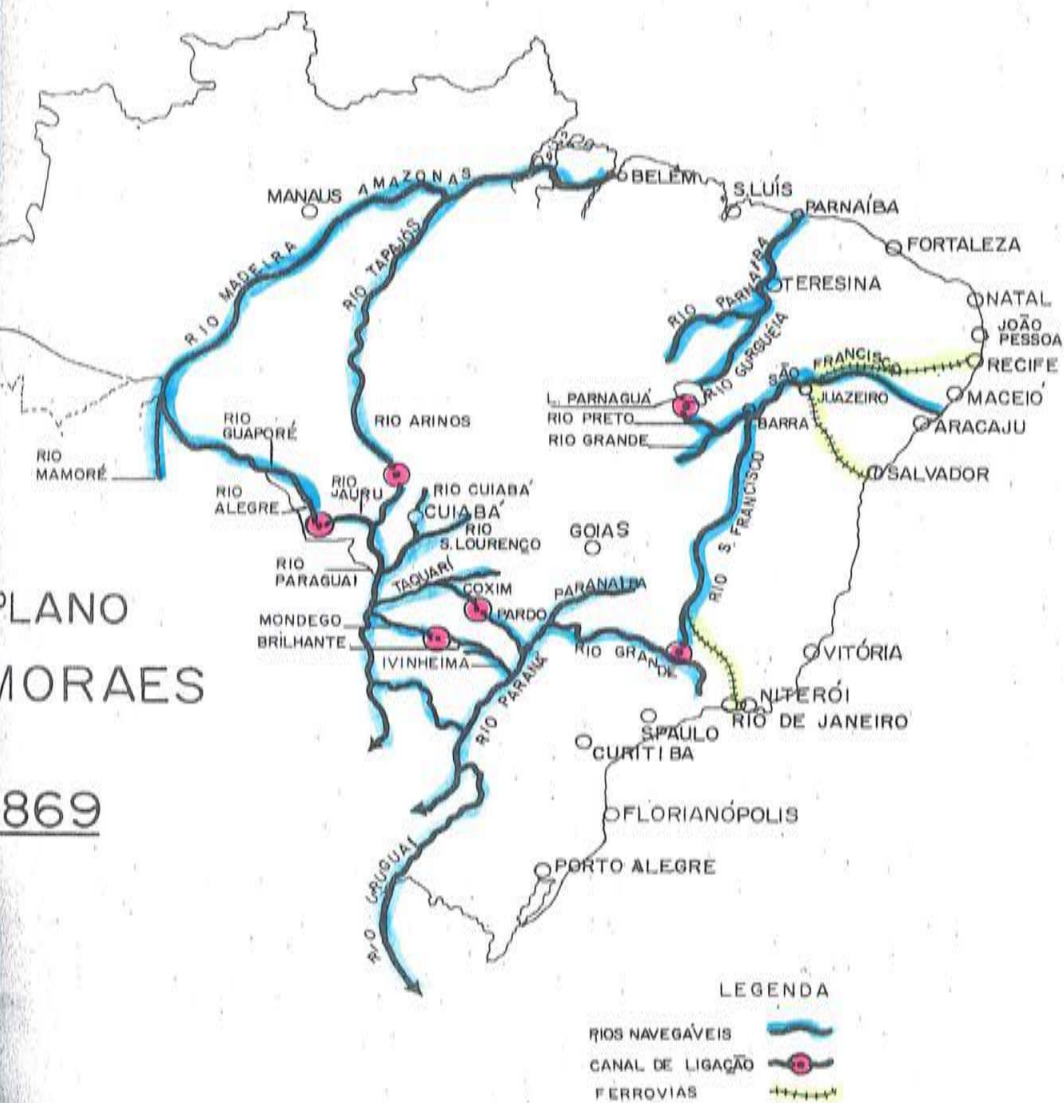 MANAUS
AMAZONAS
BELÉM
S.LUÍS
PARNAÍBA
FORTALEZA
RIO MADEIRA
RIO TAPAJÓS
RIO PARNAIBA
TERESINA
NATAL
JOÃO
PESSOA
RECIFE
RIO GURGUÉIA
SÃO FRANCISCO
L. PARNAGUÁ
JUAZEIRO
MACEIÓ
RIO PRETO
BARRA
ARACAJU
RIO GRANDE
RIO ARINOS
RIO
GUAPORÉ
RIO
MAMORÉ
SALVADOR
RIO
JAURU
RIO CUIABÁ
RIO
ALEGRE
CUIABÁ
RIO
S.LOURENÇO
GOIAS
RIO S. FRANCISCO
RIO
PARAGUAI
TAQUARÍ
COXIM
PARANAIBA
PLANO
MONDEGO
PARDO
BRILHANTE
IVINHEIMA
RIO GRANDE
VITÓRIA
MORAES
RIO PARANÁ
NITERÓI
RIO DE JANEIRO
SPAULO
CURITIBA
869
FLORIANÓPOLIS
RIO URUGUAI
PORTO ALEGRE
LEGENDA
RIOS NAVEGÁVEIS
CANAL DE LIGAÇÃO
FERROVIAS